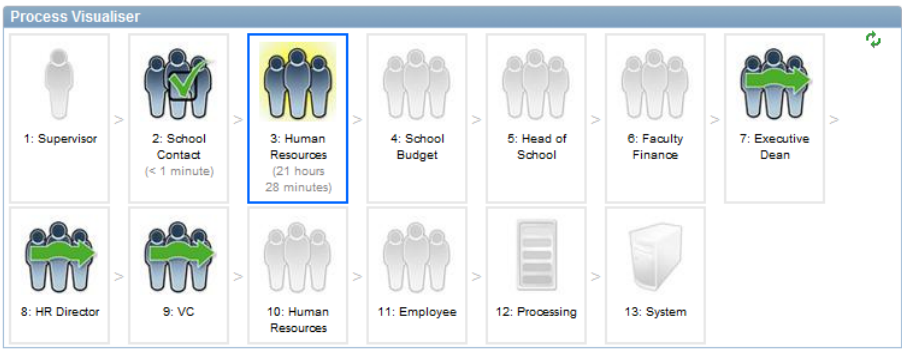 Process Visualiser
1: Supervisor
>
2: School
Contact
(< 1 minute)
>
3: Human
Resources
(21 hours
28 minutes)
>
4: School
Budget
>
5: Head of
School
>
6: Faculty
Finance
>
7: Executive
Dean
>
8: HR Director
>
9: VC
>
10: Human
Resources
>
11: Employee
>
12: Processing
>
13: System